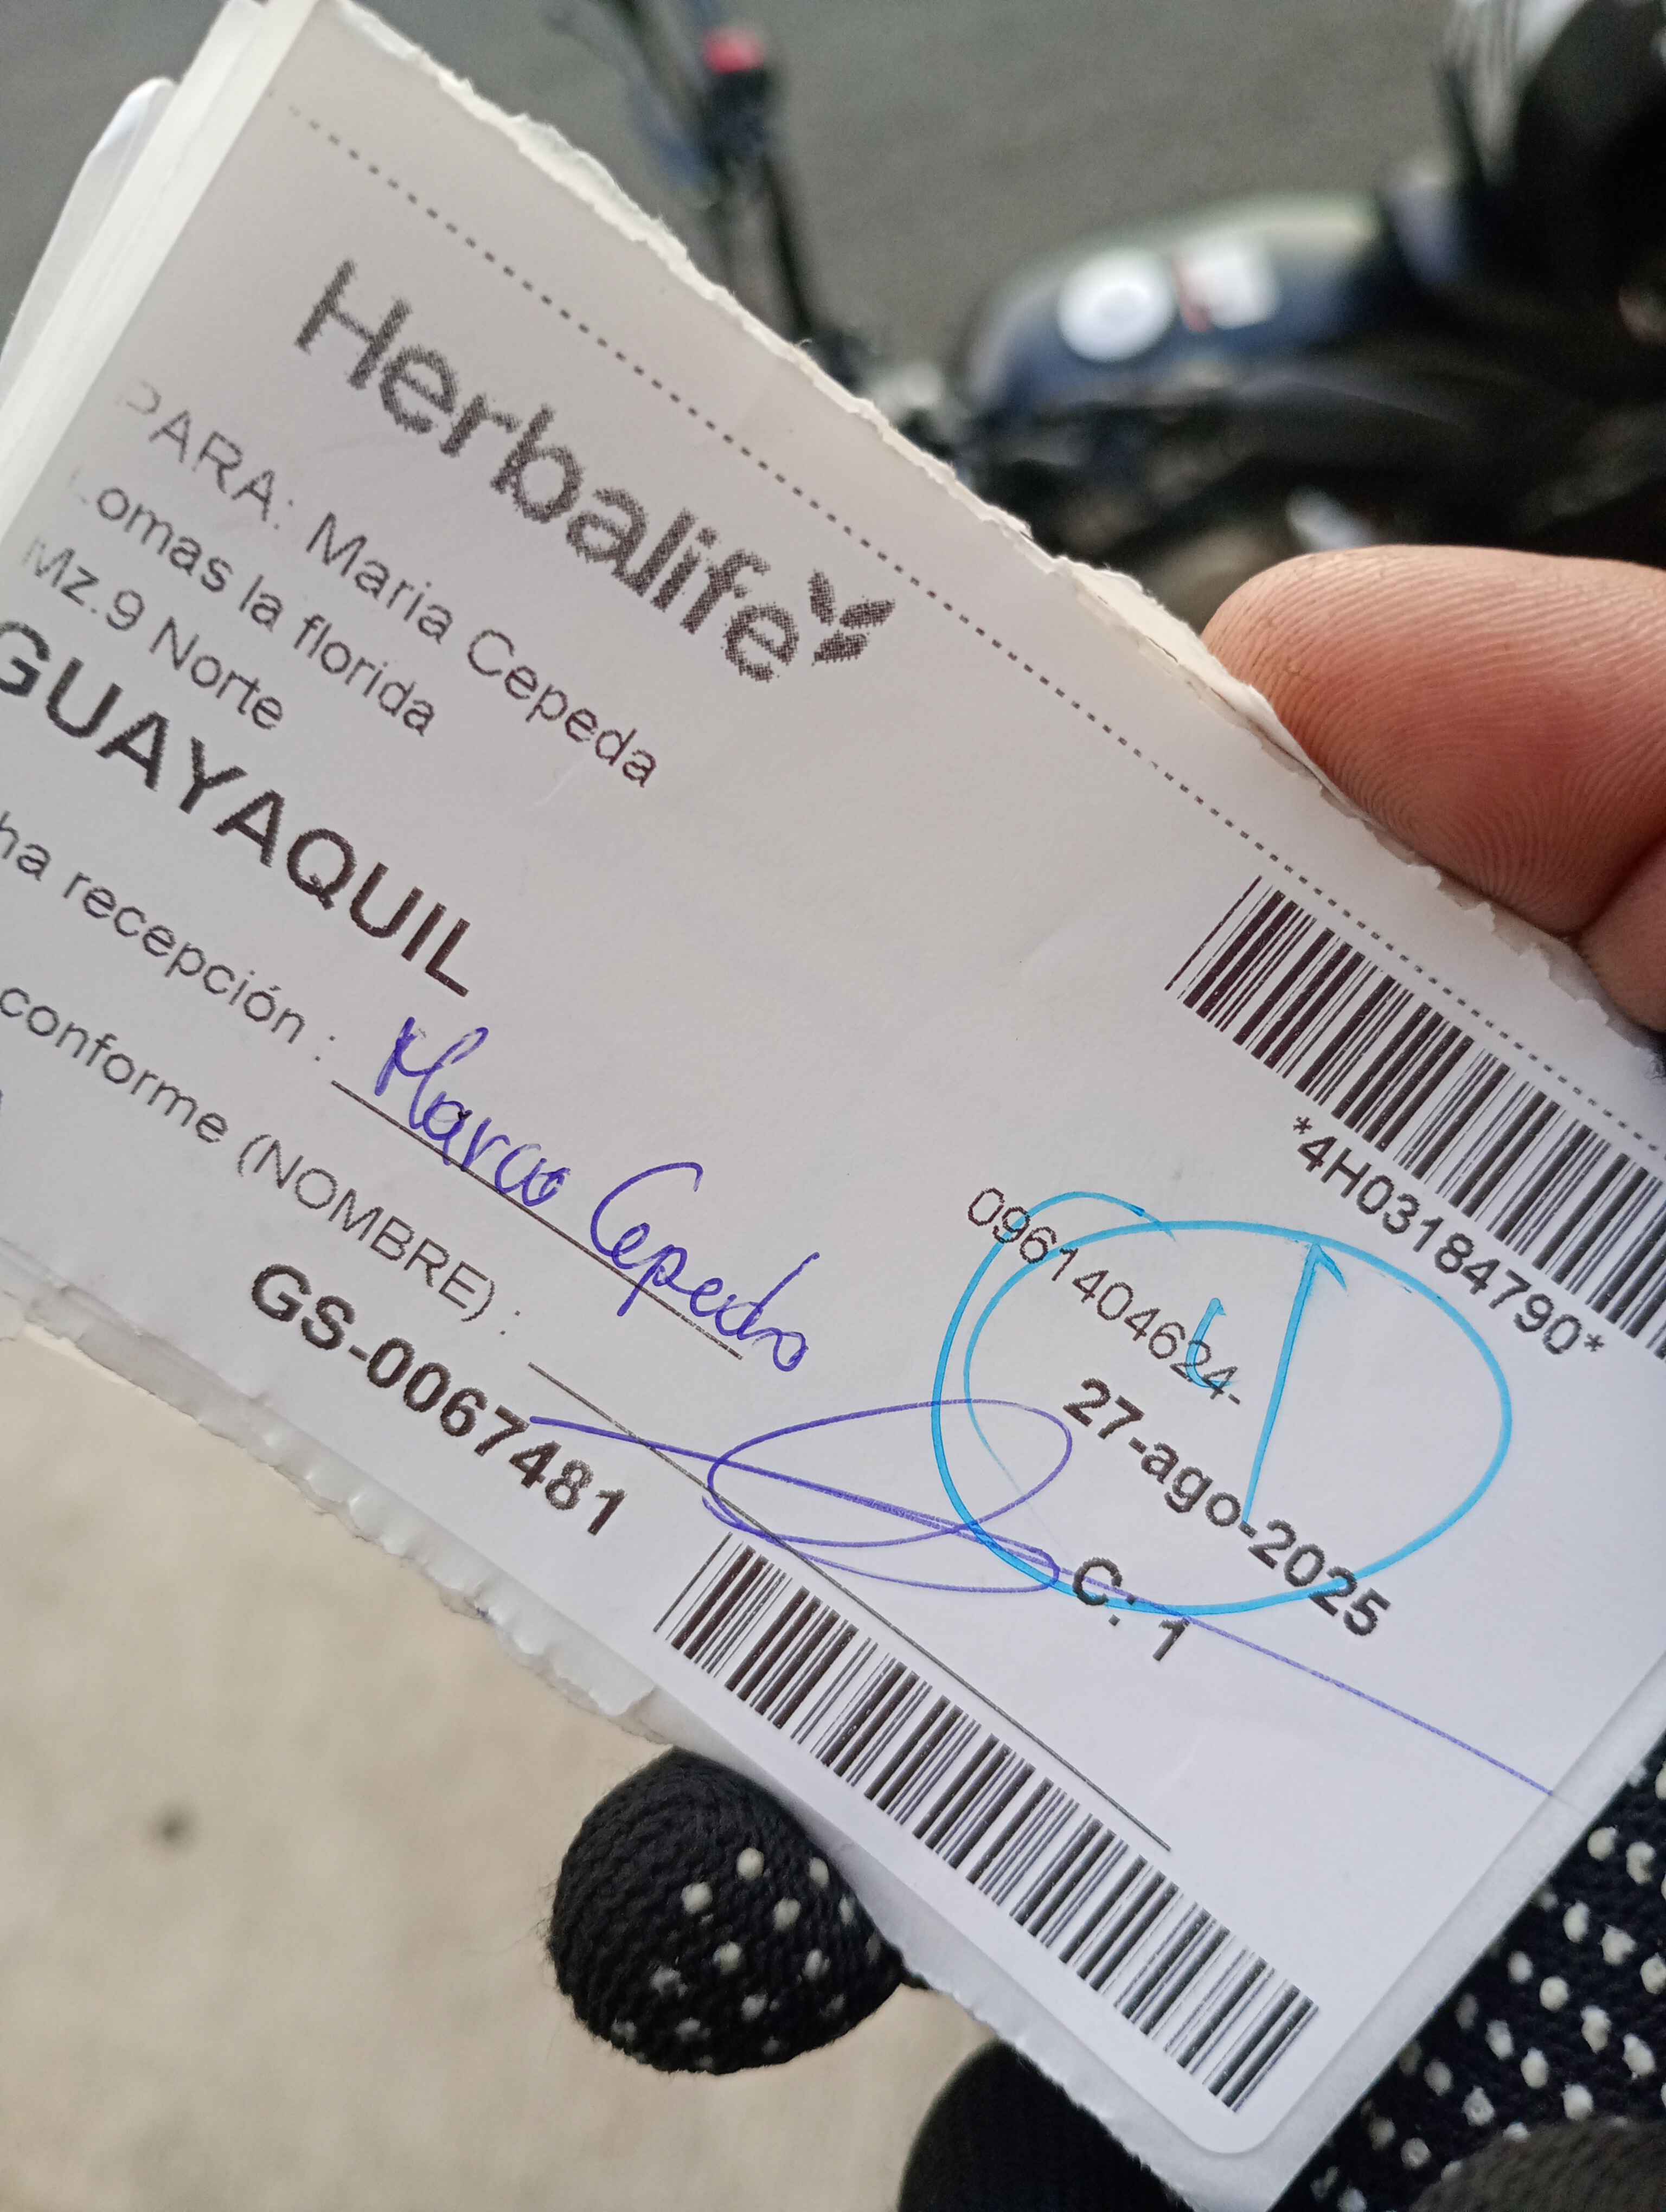 Herbalife
PARA: Maria Cepeda
Lomas la florida
Mz.9 Norte
GUAYAQUIL
*4H03184790*
0961404624-
27-ago-2025
C: 1
ha recepción : Marco Cepeda
conforme (NOMBRE) :
GS-0067481